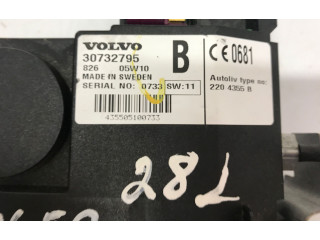 VOLVO
30732795
826 05W10
MADE IN SWEDEN
SERIAL NO: 0733 SW:11
435505100733
B
CE 0681
Autoliv type no:
220 4355 B
281